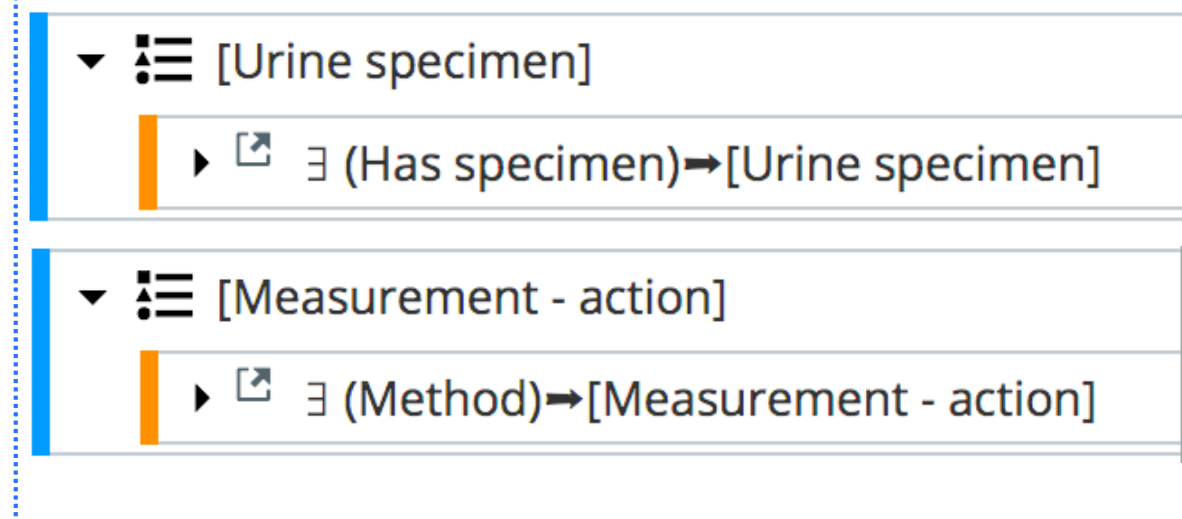 [Urine specimen]
∃ (Has specimen)➡[Urine specimen]
[Measurement - action]
∃ (Method)➡[Measurement - action]